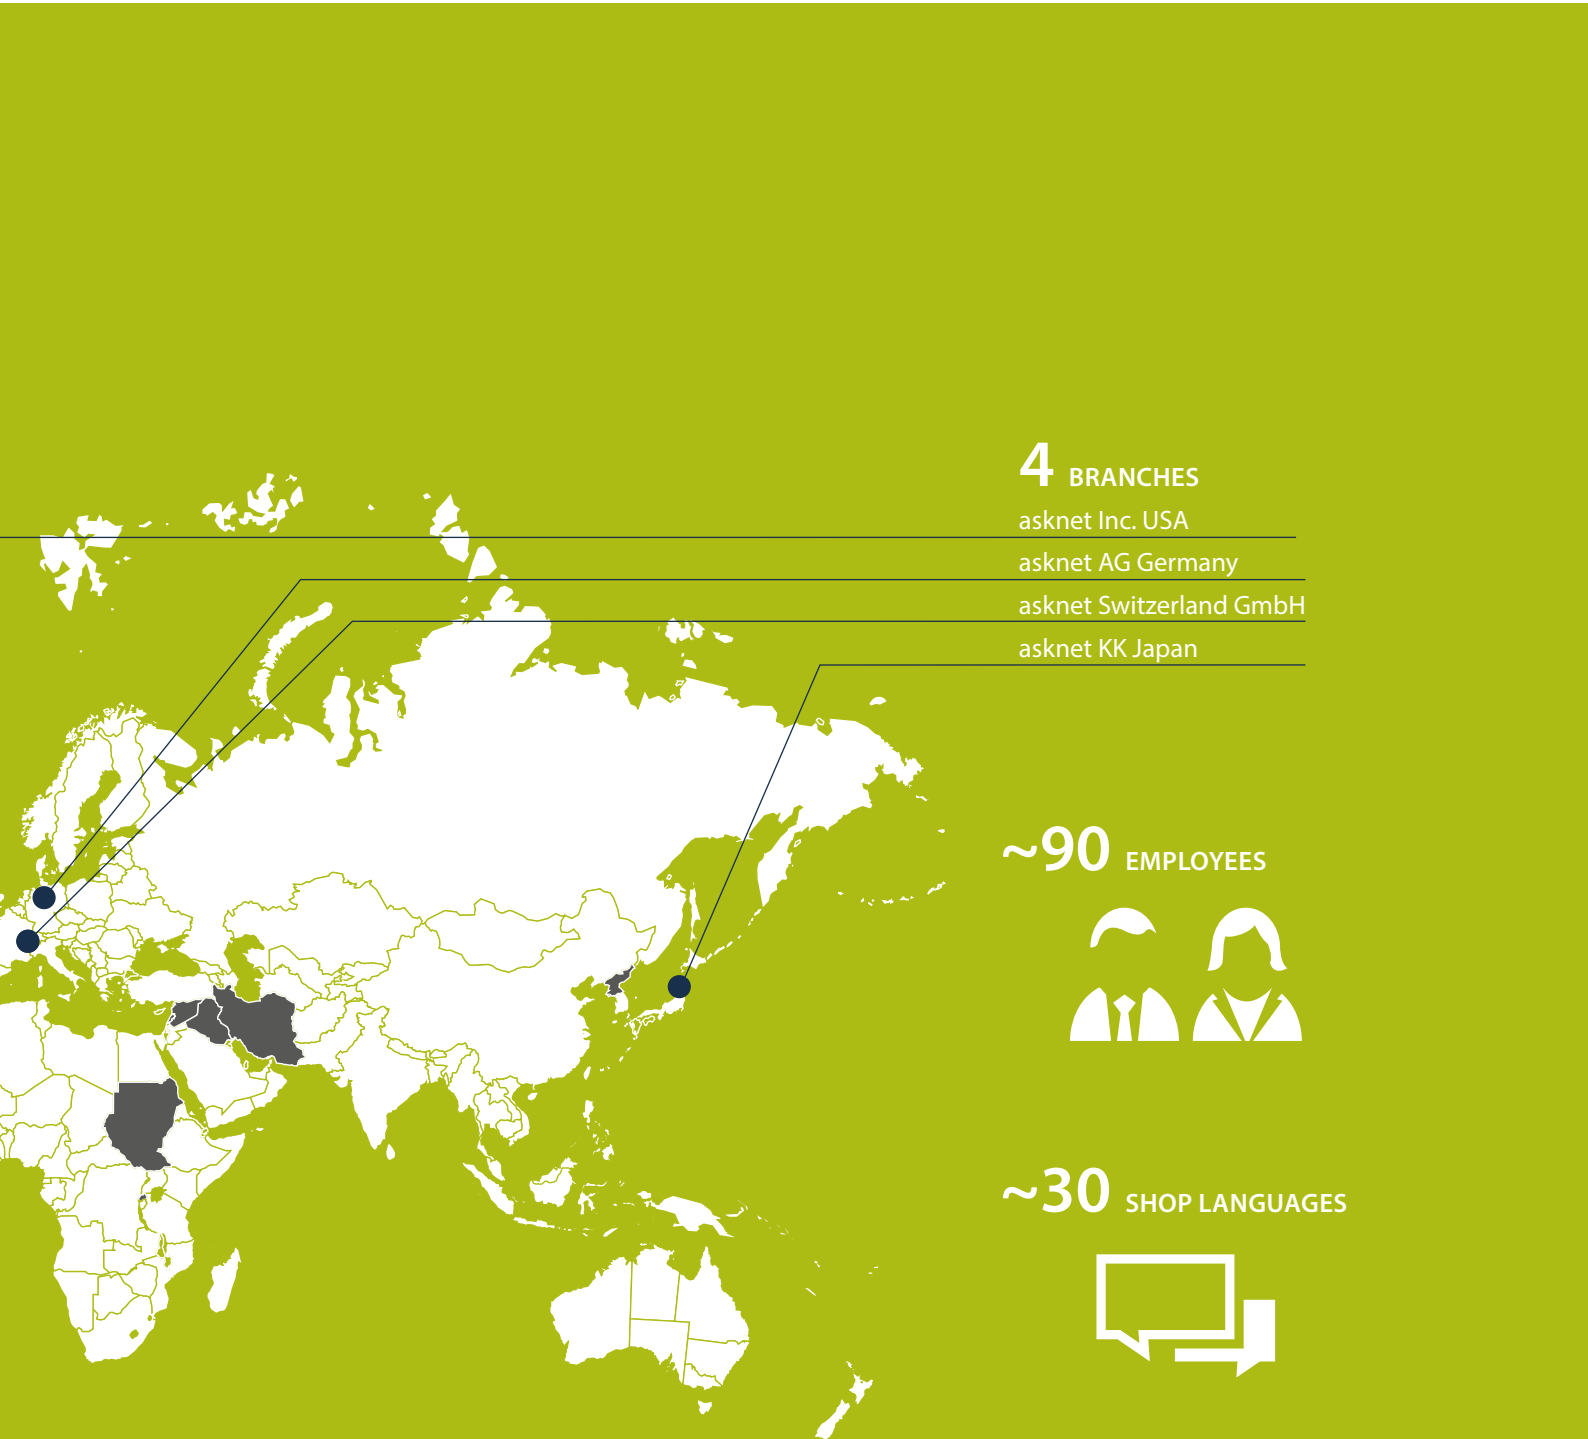 4 BRANCHES
asknet Inc. USA
asknet AG Germany
asknet Switzerland GmbH
asknet KK Japan
~90 EMPLOYEES
~30 SHOP LANGUAGES